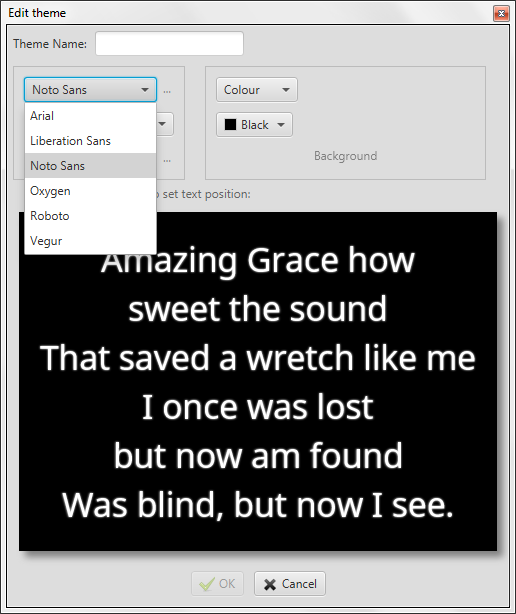 Edit theme
Theme Name:
Noto Sans
...
Colour
Arial
Black
Liberation Sans
Noto Sans
...
Background
Oxygen
set text position:
Roboto
Vegur
Amazing Grace how
sweet the sound
That saved a wretch like me
I once was lost
but now am found
Was blind, but now I see.
OK
Cancel